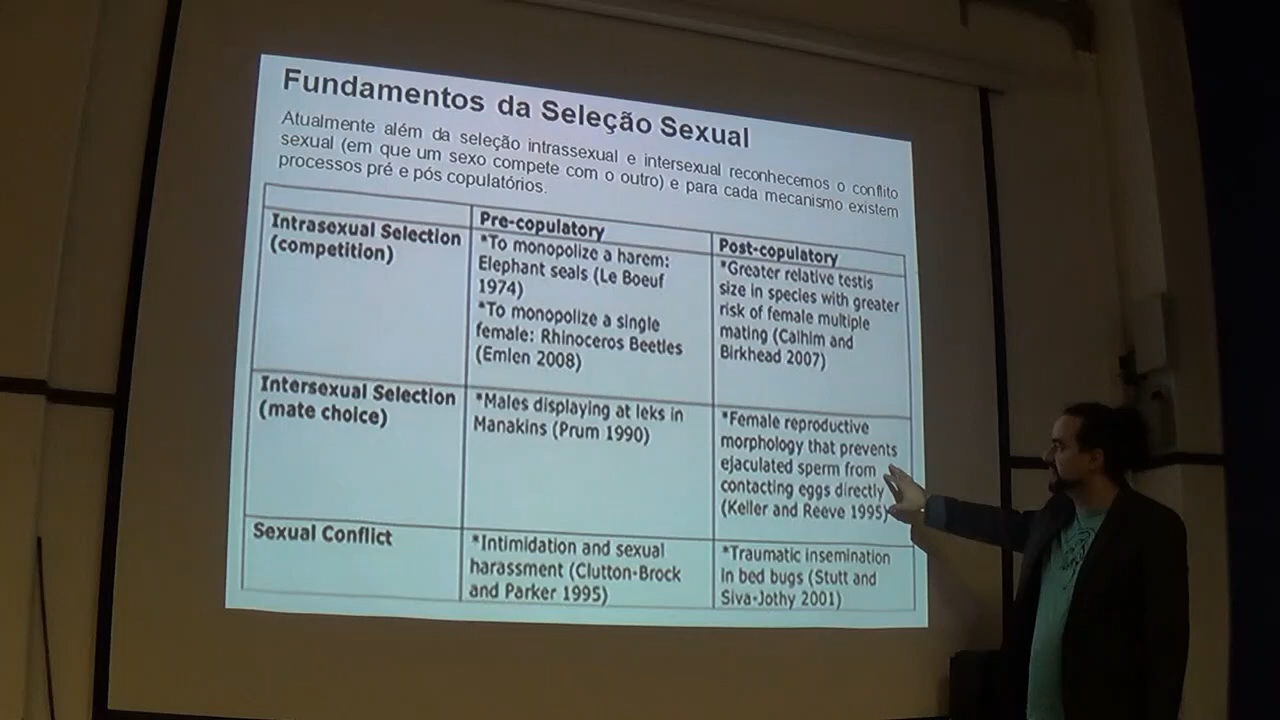 Fundamentos da Seleção Sexual
Atualmente além da seleção intrassexual e intersexual reconhecemos o conflito
sexual (em que um sexo compete com o outro) e para cada mecanismo existem
processos pré e pós copulatórios.
Pre-copulatory
Post-copulatory
Intrasexual Selection
(competition)
*To monopolize a harem:
Elephant seals (Le Boeuf
1974)
*To monopolize a single
female: Rhinoceros Beetles
(Emlen 2008)
*Greater relative testis
size in species with greater
risk of female multiple
mating (Calhim and
Birkhead 2007)
Intersexual Selection
(mate choice)
*Males displaying at leks in
Manakins (Prum 1990)
*Female reproductive
morphology that prevents
ejaculated sperm from
contacting eggs directly
(Keller and Reeve 1995)
Sexual Conflict
*Intimidation and sexual
harassment (Clutton-Brock
and Parker 1995)
*Traumatic insemination
in bed bugs (Stutt and
Siva-Jothy 2001)